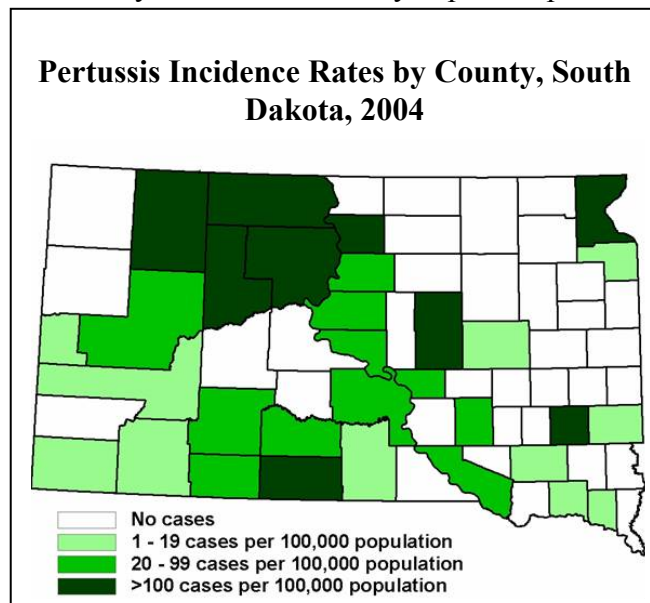 Pertussis Incidence Rates by County, South
Dakota, 2004
No cases
1 - 19 cases per 100,000 population
20 - 99 cases per 100,000 population
>100 cases per 100,000 population